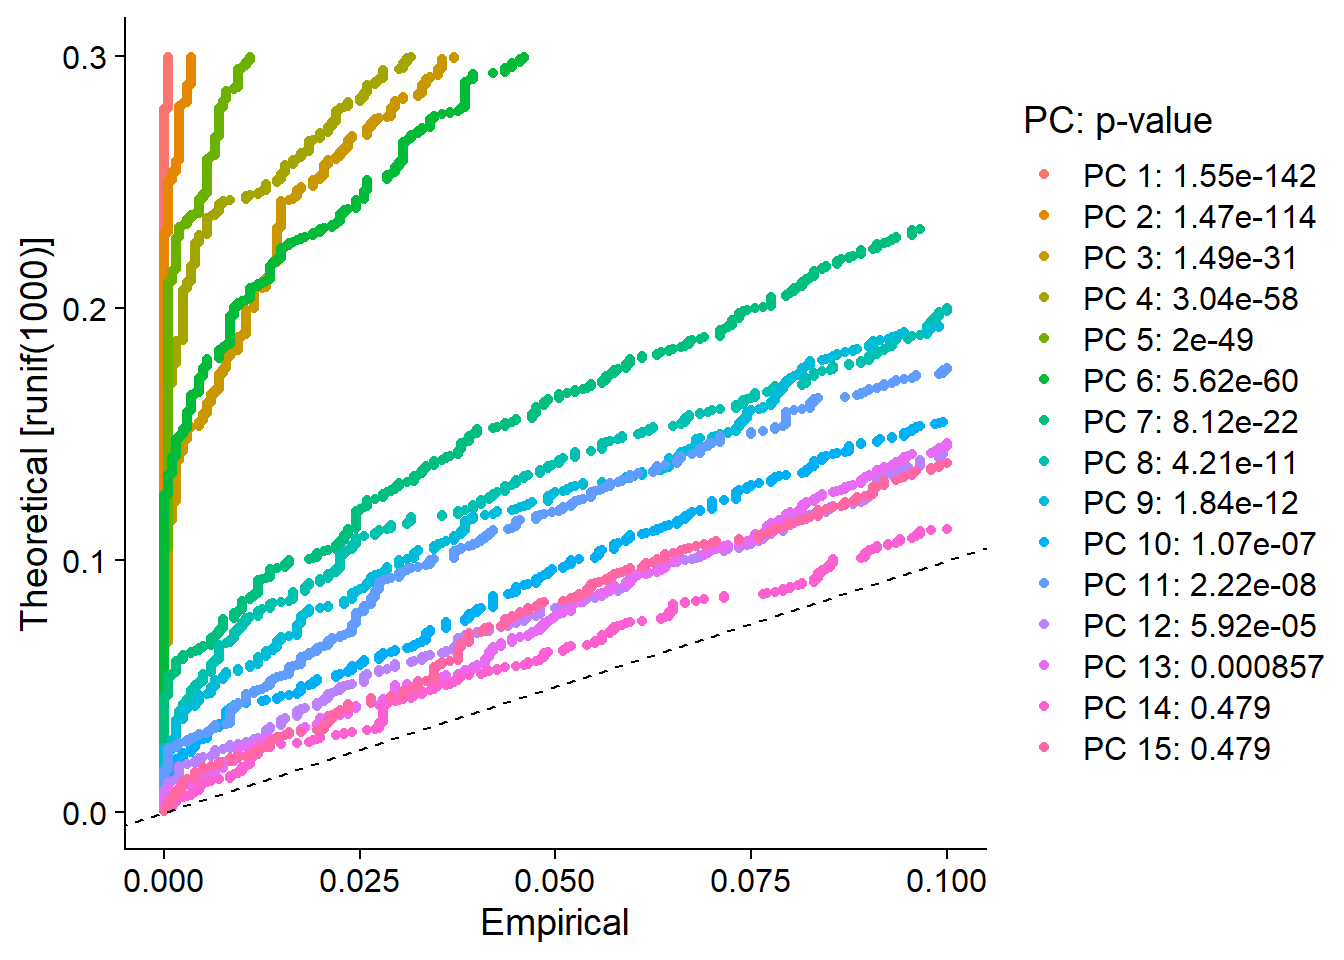 0.3
0.2
0.1
0.0
Theoretical [runif(1000)]
0.000
0.025
0.050
0.075
0.100
Empirical
PC: p-value
PC 1: 1.55e-142
PC 2: 1.47e-114
PC 3: 1.49e-31
PC 4: 3.04e-58
PC 5: 2e-49
PC 6: 5.62e-60
PC 7: 8.12e-22
PC 8: 4.21e-11
PC 9: 1.84e-12
PC 10: 1.07e-07
PC 11: 2.22e-08
PC 12: 5.92e-05
PC 13: 0.000857
PC 14: 0.479
PC 15: 0.479